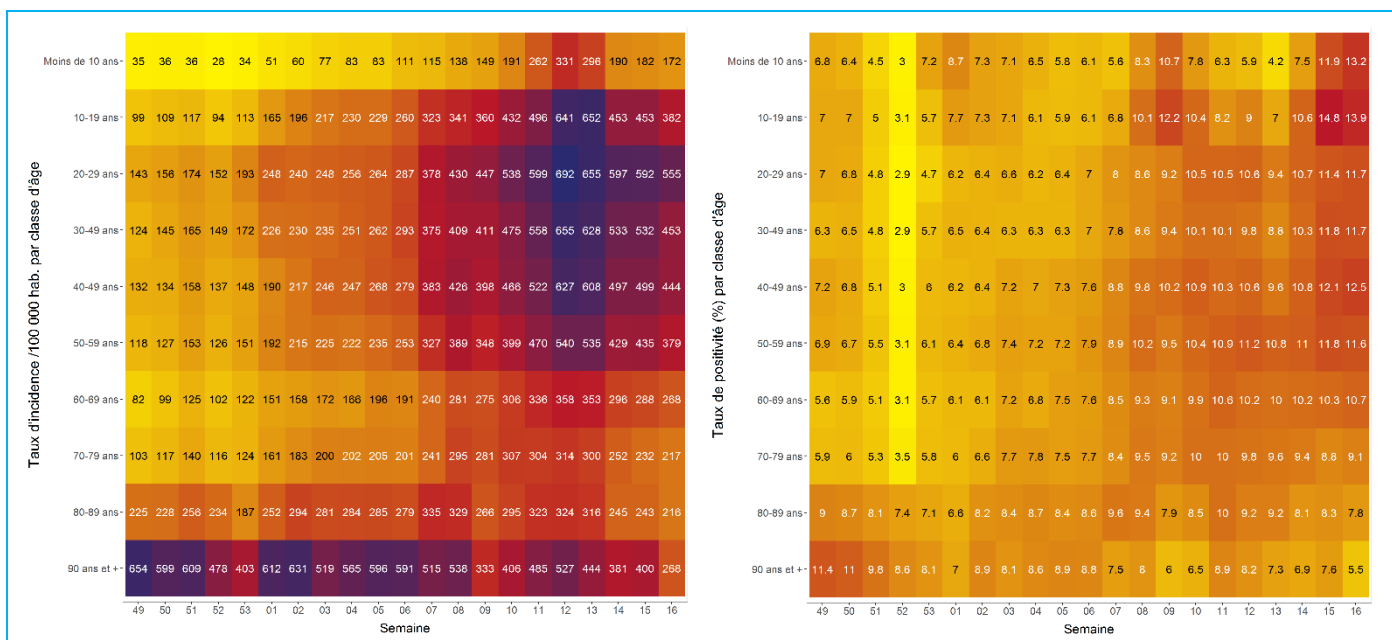 Taux d'incidence /100 000 hab. par classe d'âge
Moins de 10 ans 35 36 36 28 34 51 60 77 83 83 111 115 138 149 191 262 331 296 190 182 172
10-19 ans 99 109 117 94 113 165 196 217 230 229 260 323 341 360 432 496 641 652 453 453 382
20-29 ans 143 156 174 152 193 248 240 248 256 264 287 378 430 447 538 599 692 655 597 592 555
30-49 ans 124 145 165 149 172 226 230 235 251 262 293 375 409 411 475 558 655 628 533 532 453
40-49 ans 132 134 158 137 148 190 217 246 247 268 279 383 426 398 466 522 627 608 497 499 444
50-59 ans 118 127 153 126 151 192 215 225 222 235 253 327 389 348 399 470 540 535 429 435 379
60-69 ans 82 99 125 102 122 151 158 172 166 196 191 240 281 275 306 336 358 353 296 288 268
70-79 ans 103 117 140 116 124 161 183 200 202 205 201 241 295 281 307 304 314 300 252 232 217
80-89 ans 225 228 256 234 187 252 294 281 284 285 279 335 329 266 295 323 324 316 245 243 216
90 ans et + 654 599 609 478 403 612 631 519 565 596 591 515 538 333 406 485 527 444 381 400 268
49 50 51 52 53 01 02 03 04 05 06 07 08 09 10 11 12 13 14 15 16
Semaine
Taux de positivité (%) par classe d'âge
Moins de 10 ans 6.8 6.4 4.5 3 7.2 8.7 7.3 7.1 6.5 5.8 6.1 5.6 8.3 10.7 7.8 6.3 5.9 4.2 7.5 11.9 13.2
10-19 ans 7 7 5 3.1 5.7 7.7 7.3 7.1 6.1 5.9 6.1 6.8 10.1 12.2 10.4 8.2 9 7 10.6 14.8 13.9
20-29 ans 7 6.8 4.8 2.9 4.7 6.2 6.4 6.4 6.2 6.4 7 8 8.6 9.2 10.5 10.5 10.6 9.4 10.7 11.4 11.7
30-49 ans 6.3 6.5 4.8 2.9 5.7 6.5 6.4 6.3 6.3 6.3 7 7.8 8.6 9.4 10.1 10.1 9.8 8.8 10.3 11.8 11.7
40-49 ans 7.2 6.8 5.1 3 6 6.2 6.4 7.2 7 7.3 7.6 8.8 9.8 10.2 10.9 10.3 10.6 9.6 10.8 12.1 12.5
50-59 ans 6.9 6.7 5.5 3.1 6.1 6.4 6.8 7.4 7.2 7.2 7.9 8.9 10.2 9.5 10.4 10.9 11.2 10.8 11 11.8 11.6
60-69 ans 5.6 5.9 5.1 3.1 5.7 6.1 6.1 7.2 6.8 7.5 7.6 8.5 9.3 9.1 9.9 10.6 10.2 10 10.2 10.3 10.7
70-79 ans 5.9 6 5.3 3.5 5.8 6 6.6 7.7 7.8 7.5 7.7 8.4 9.5 9.2 10 10 9.8 9.6 9.4 8.8 9.1
80-89 ans 9 8.7 8.1 7.4 7.1 6.6 8.2 8.4 8.7 8.4 8.6 9.6 9.4 7.9 8.5 10 9.2 9.2 8.1 8.3 7.8
90 ans et + 11.4 11 9.8 8.6 8.1 7 8.9 8.1 8.6 8.9 8.8 7.5 8 6 6.5 8.9 8.2 7.3 6.9 7.6 5.5
49 50 51 52 53 01 02 03 04 05 06 07 08 09 10 11 12 13 14 15 16
Semaine